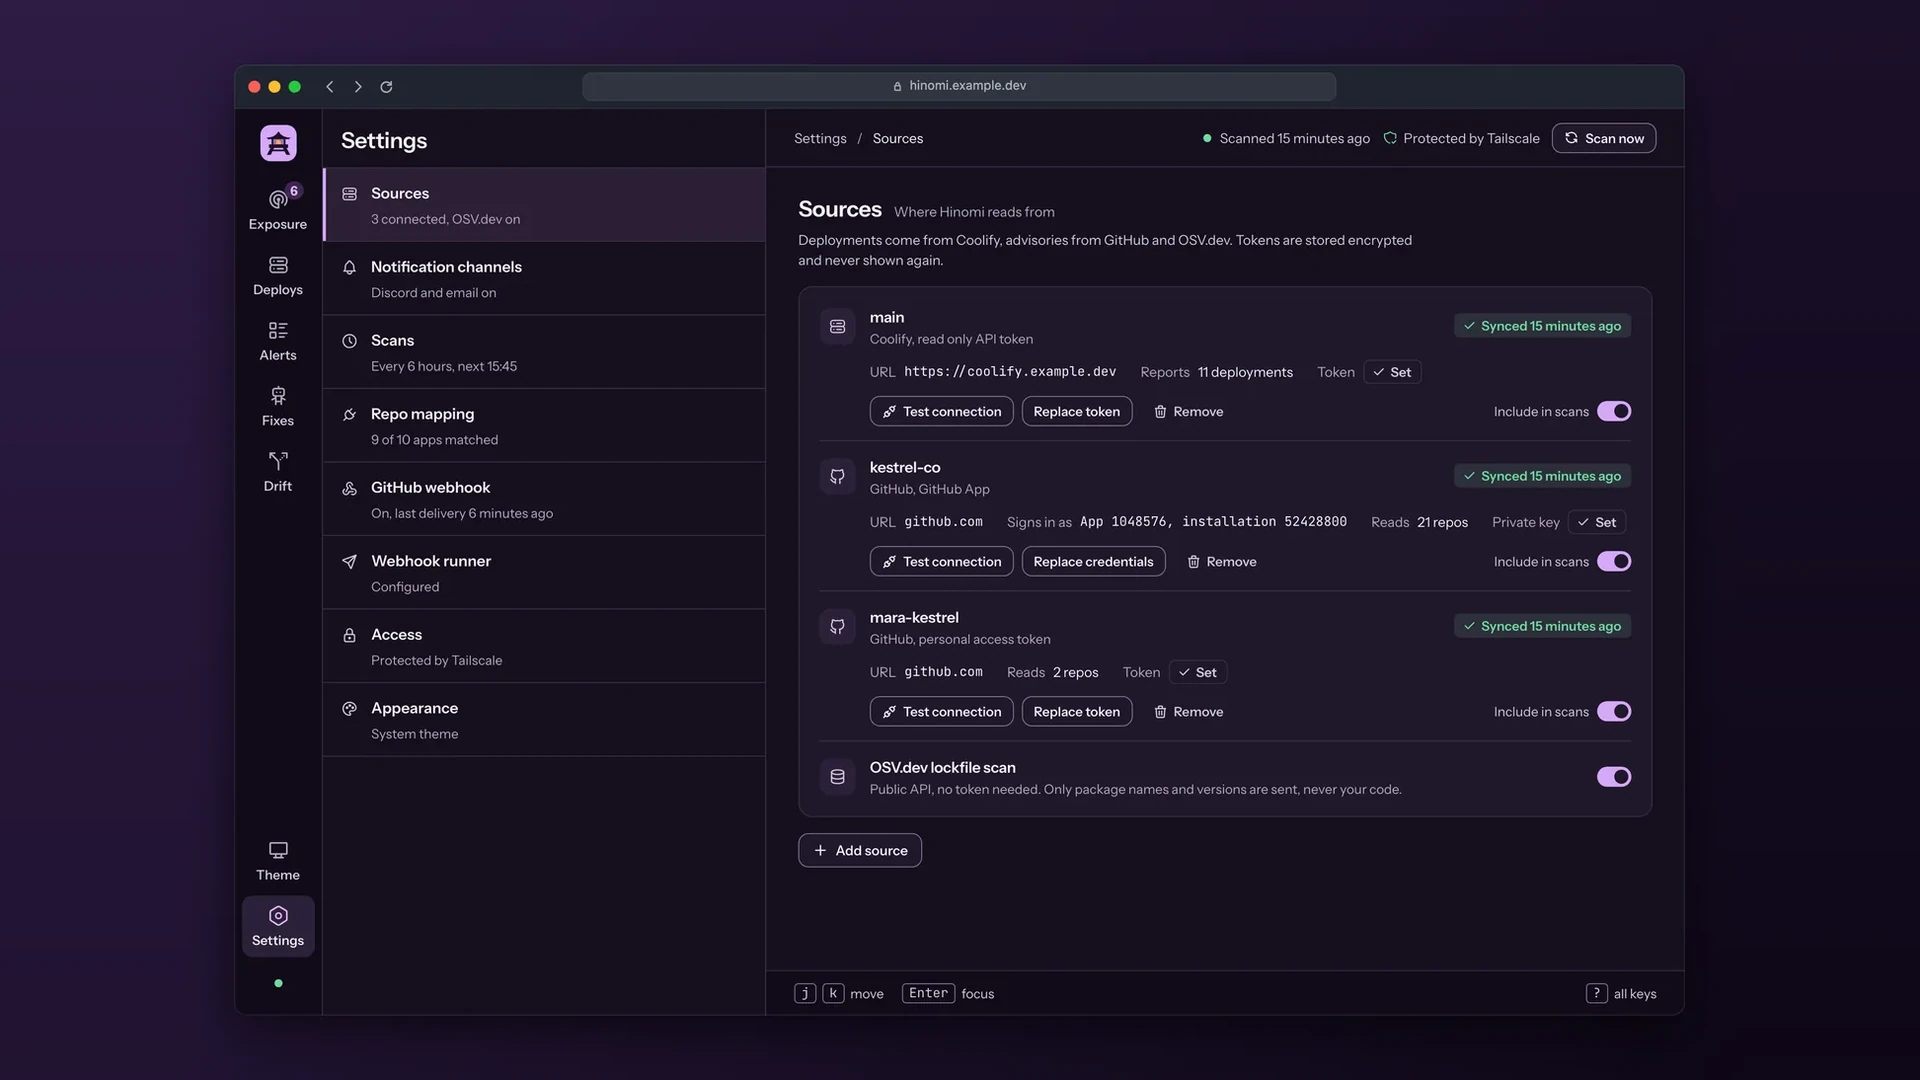 hinomi.example.dev
6
Exposure
Deploys
Alerts
Fixes
Drift
Theme
Settings
Settings
Sources
3 connected, OSV.dev on
Notification channels
Discord and email on
Scans
Every 6 hours, next 15:45
Repo mapping
9 of 10 apps matched
GitHub webhook
On, last delivery 6 minutes ago
Webhook runner
Configured
Access
Protected by Tailscale
Appearance
System theme
Settings / Sources
Scanned 15 minutes ago Protected by Tailscale Scan now
Sources Where Hinomi reads from
Deployments come from Coolify, advisories from GitHub and OSV.dev. Tokens are stored encrypted
and never shown again.
main
Coolify, read only API token
Synced 15 minutes ago
URL https://coolify.example.dev Reports 11 deployments Token Set
Test connection Replace token Remove Include in scans
kestrel-co
GitHub, GitHub App
Synced 15 minutes ago
URL github.com Signs in as App 1048576, installation 52428800 Reads 21 repos Private key Set
Test connection Replace credentials Remove Include in scans
mara-kestrel
GitHub, personal access token
Synced 15 minutes ago
URL github.com Reads 2 repos Token Set
Test connection Replace token Remove Include in scans
OSV.dev lockfile scan
Public API, no token needed. Only package names and versions are sent, never your code.
Add source
j k move Enter focus
? all keys